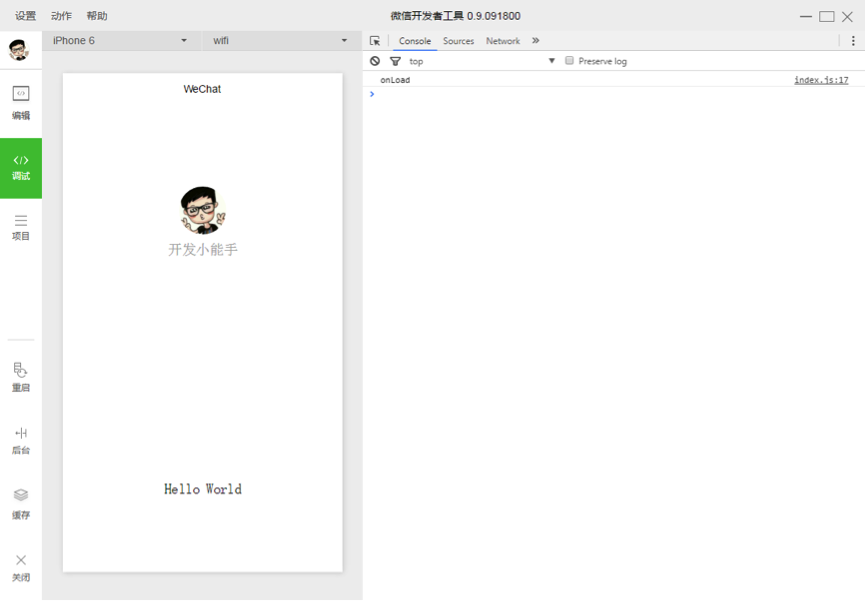 设置 动作 帮助
微信开发者工具 0.9.091800
iPhone 6
wifi
Console Sources Network »
top
Preserve log
onLoad
index.js:17
>
编辑
调试
项目
重启
后台
缓存
关闭
WeChat
开发小能手
Hello World